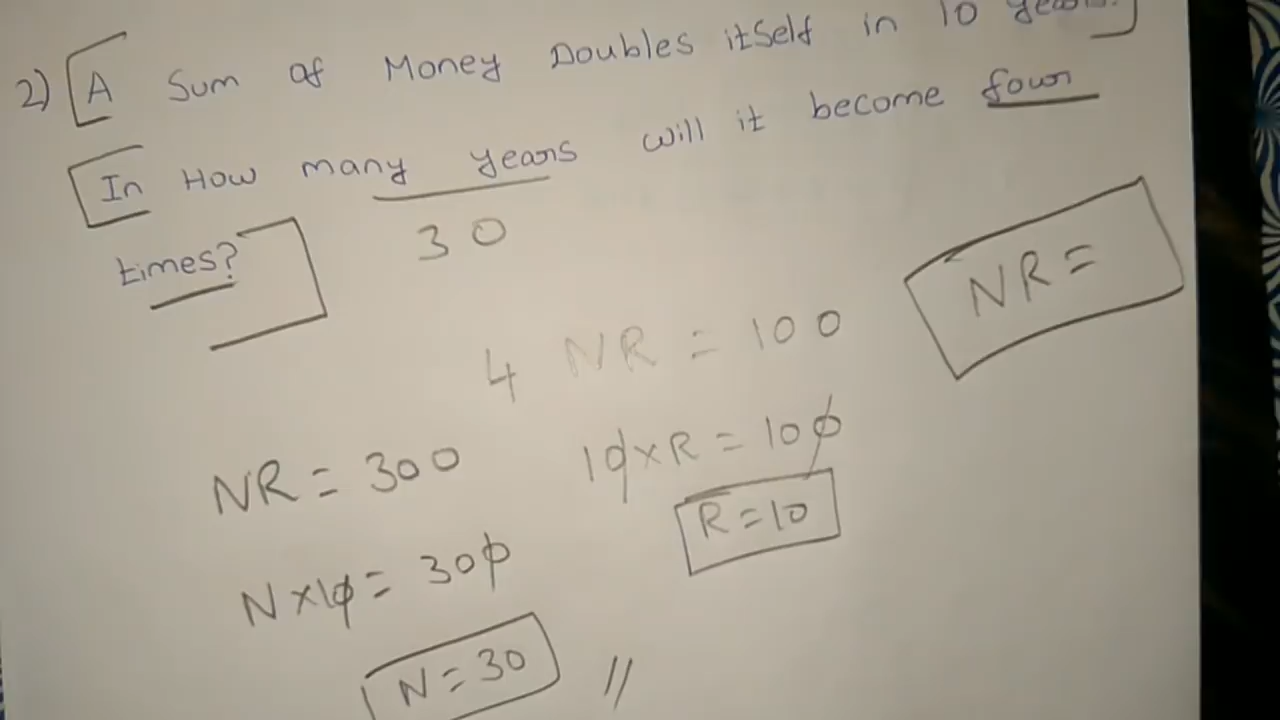 2) A Sum of Money Doubles itself in 10 years.
In How many years will it become four
times?
30
NR =
4 NR = 100
NR = 300
10×R = 100
R = 10
N×10 = 300
N = 30 //